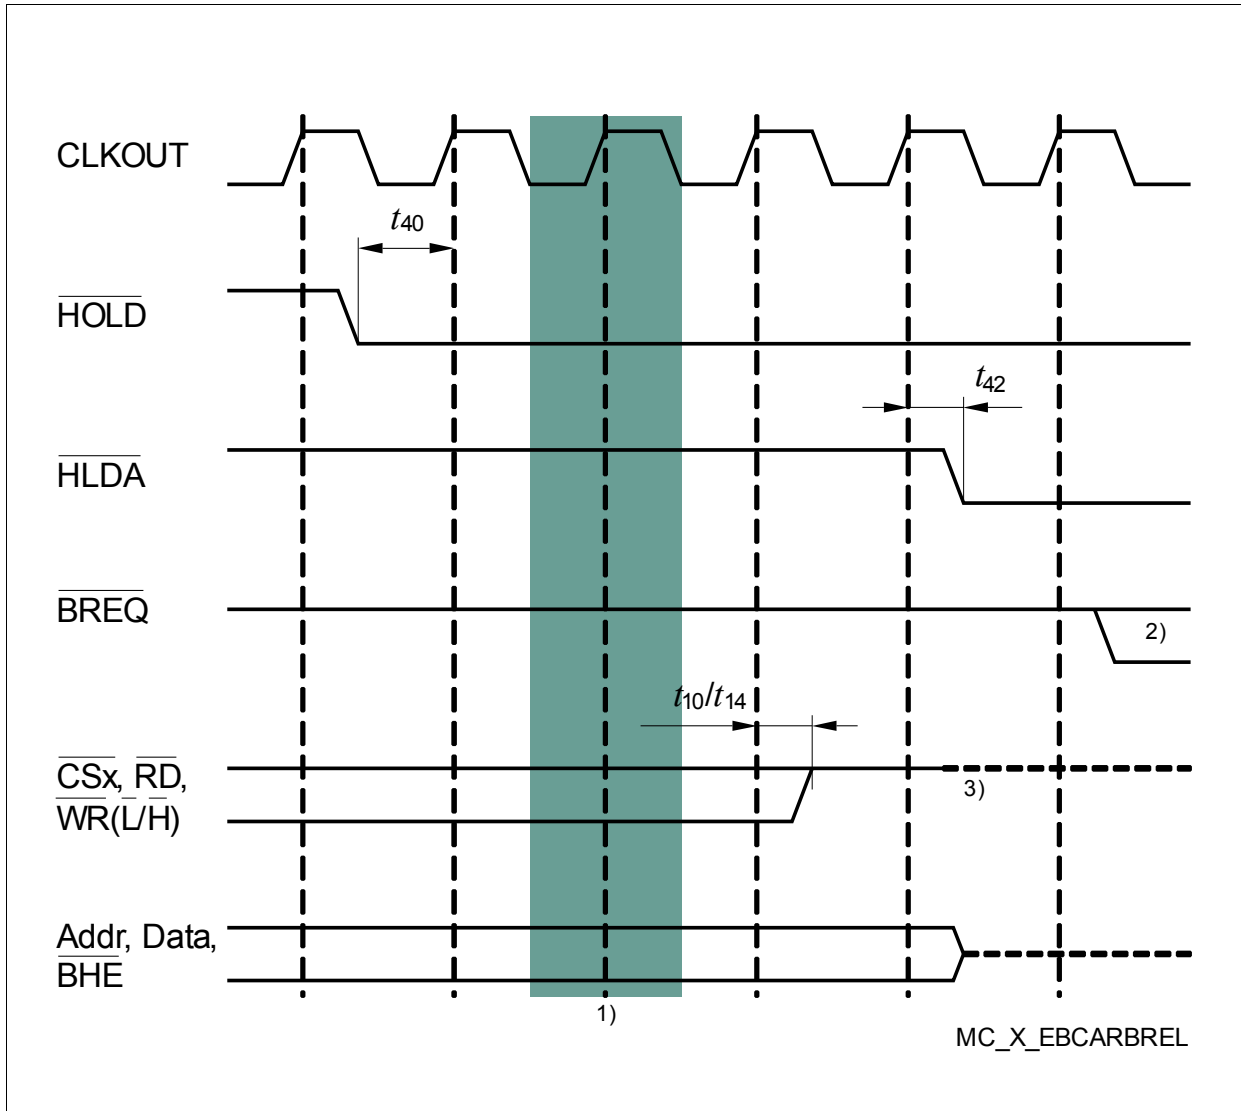 CLKOUT
t40
HOLD
t42
HLDA
BREQ
2)
t10/t14
CSx, RD,
3)
WR(L/H)
Addr, Data,
BHE
1)
MC_X_EBCARBREL